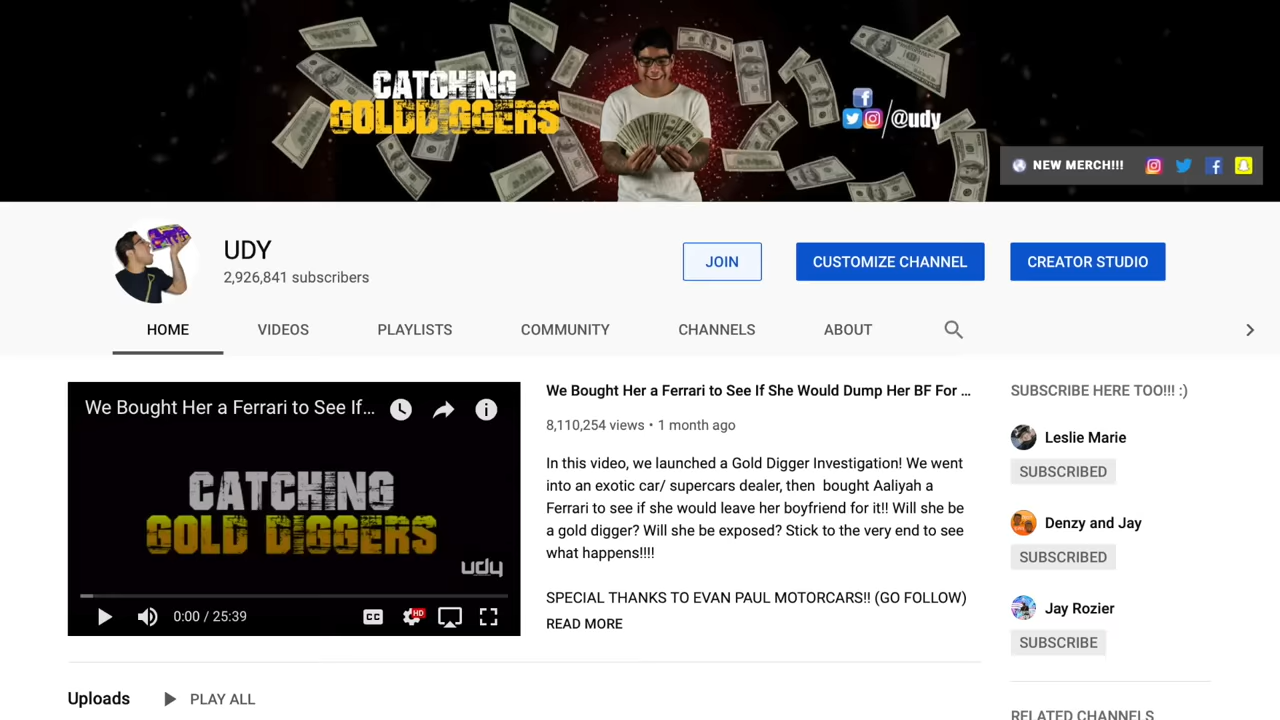 CATCHING
GOLDDIGGERS
/@udy
NEW MERCH!!!
UDY
2,926,841 subscribers
JOIN
CUSTOMIZE CHANNEL
CREATOR STUDIO
HOME
VIDEOS
PLAYLISTS
COMMUNITY
CHANNELS
ABOUT
We Bought Her a Ferrari to See If...
CATCHING
GOLD DIGGERS
udy
0:00 / 25:39
CC
HD
We Bought Her a Ferrari to See If She Would Dump Her BF For ...
8,110,254 views • 1 month ago
In this video, we launched a Gold Digger Investigation! We went
into an exotic car/ supercars dealer, then  bought Aaliyah a
Ferrari to see if she would leave her boyfriend for it!! Will she be
a gold digger? Will she be exposed? Stick to the very end to see
what happens!!!!
SPECIAL THANKS TO EVAN PAUL MOTORCARS!! (GO FOLLOW)
READ MORE
SUBSCRIBE HERE TOO!!! :)
Leslie Marie
SUBSCRIBED
Denzy and Jay
SUBSCRIBED
Jay Rozier
SUBSCRIBE
Uploads
PLAY ALL
RELATED CHANNELS